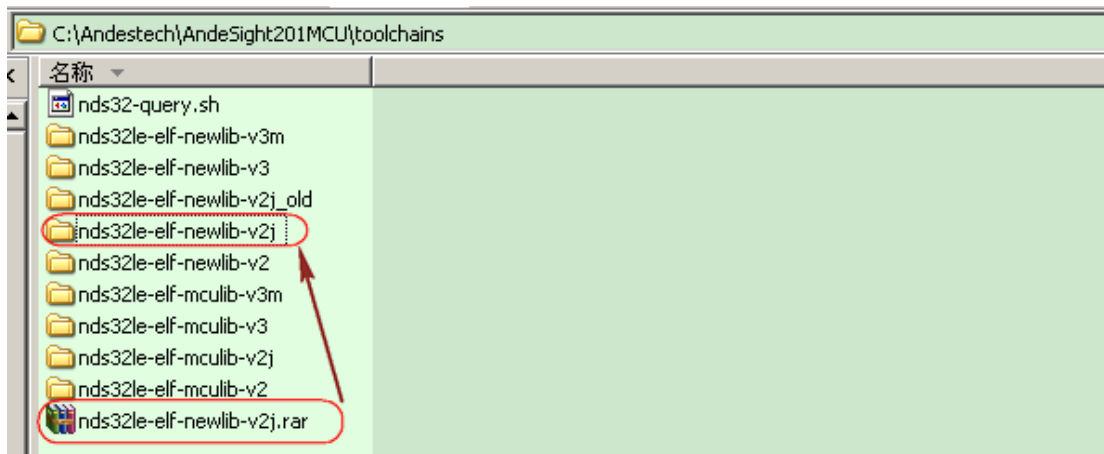 C:\Andestech\AndeSight201MCU\toolchains
名称
nds32-query.sh
nds32le-elf-newlib-v3m
nds32le-elf-newlib-v3
nds32le-elf-newlib-v2j_old
nds32le-elf-newlib-v2j
nds32le-elf-newlib-v2
nds32le-elf-mculib-v3m
nds32le-elf-mculib-v3
nds32le-elf-mculib-v2j
nds32le-elf-mculib-v2
nds32le-elf-newlib-v2j.rar